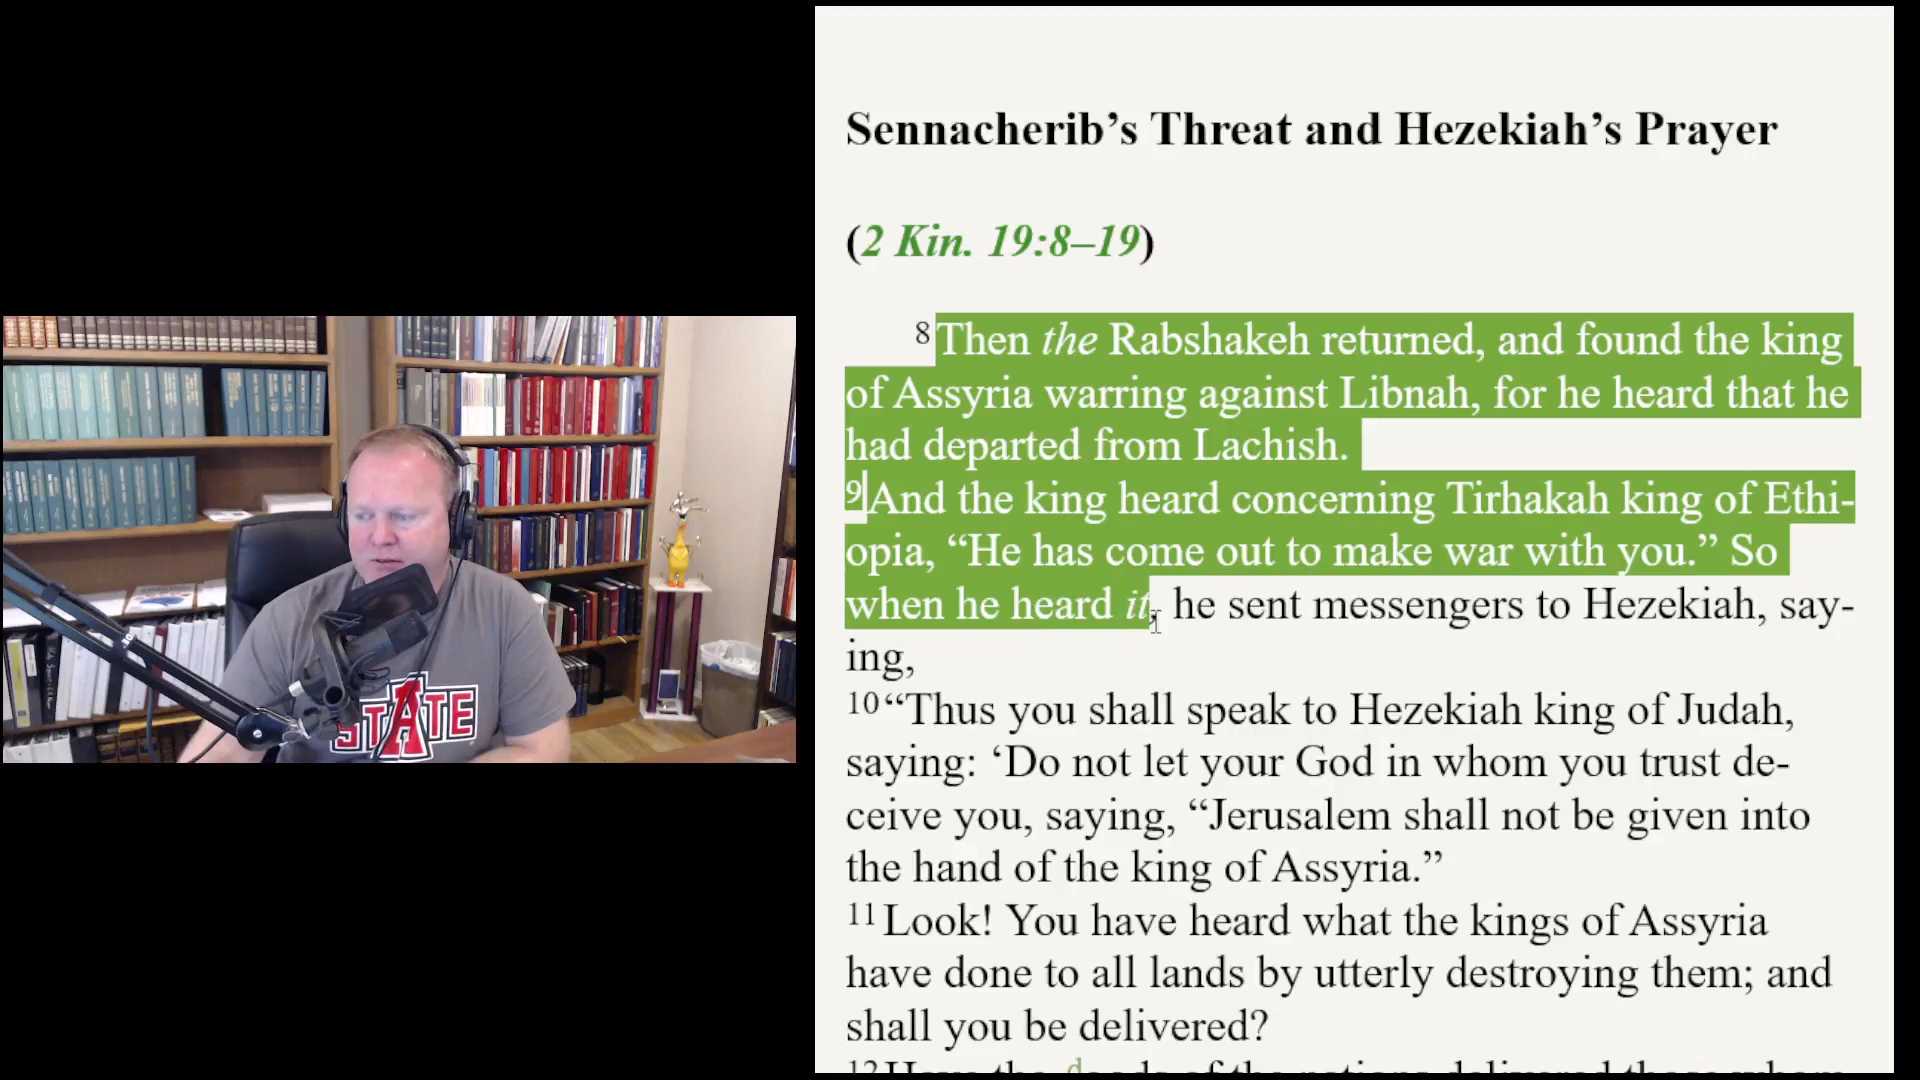 Sennacherib’s Threat and Hezekiah’s Prayer
(2 Kin. 19:8–19)
8 Then the Rabshakeh returned, and found the king
of Assyria warring against Libnah, for he heard that he
had departed from Lachish.
9 And the king heard concerning Tirhakah king of Ethi-
opia, “He has come out to make war with you.” So
when he heard it, he sent messengers to Hezekiah, say-
ing,
10 “Thus you shall speak to Hezekiah king of Judah,
saying: ‘Do not let your God in whom you trust de-
ceive you, saying, “Jerusalem shall not be given into
the hand of the king of Assyria.”
11 Look! You have heard what the kings of Assyria
have done to all lands by utterly destroying them; and
shall you be delivered?
STATE